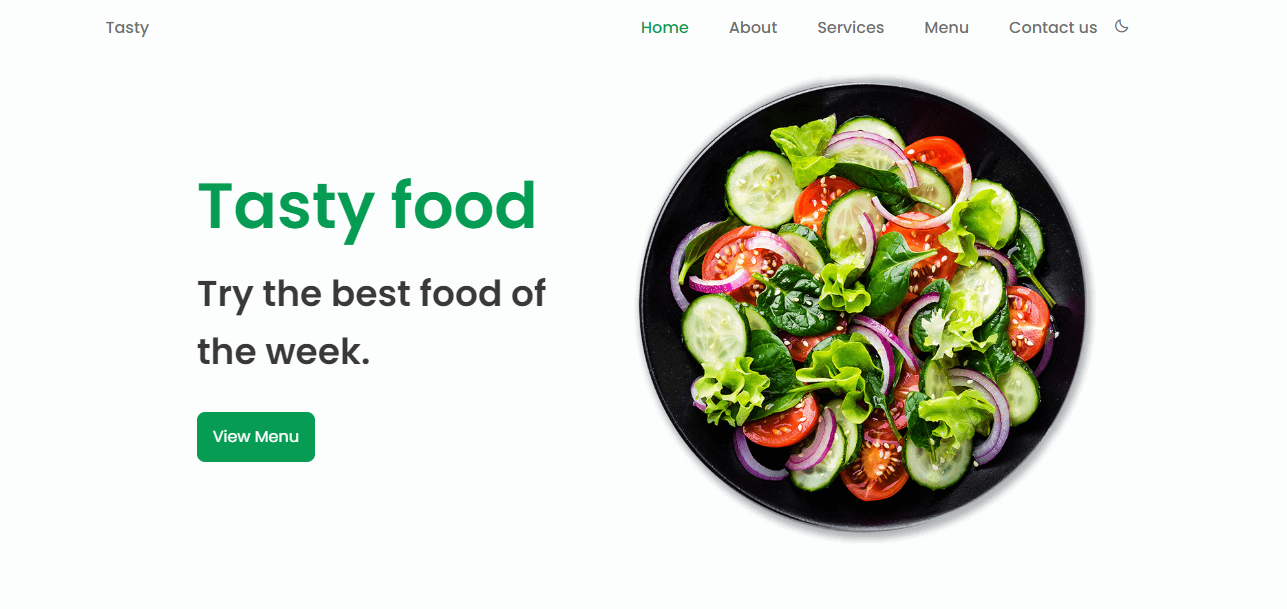 Tasty Home About Services Menu Contact us
Tasty food
Try the best food of
the week.
View Menu